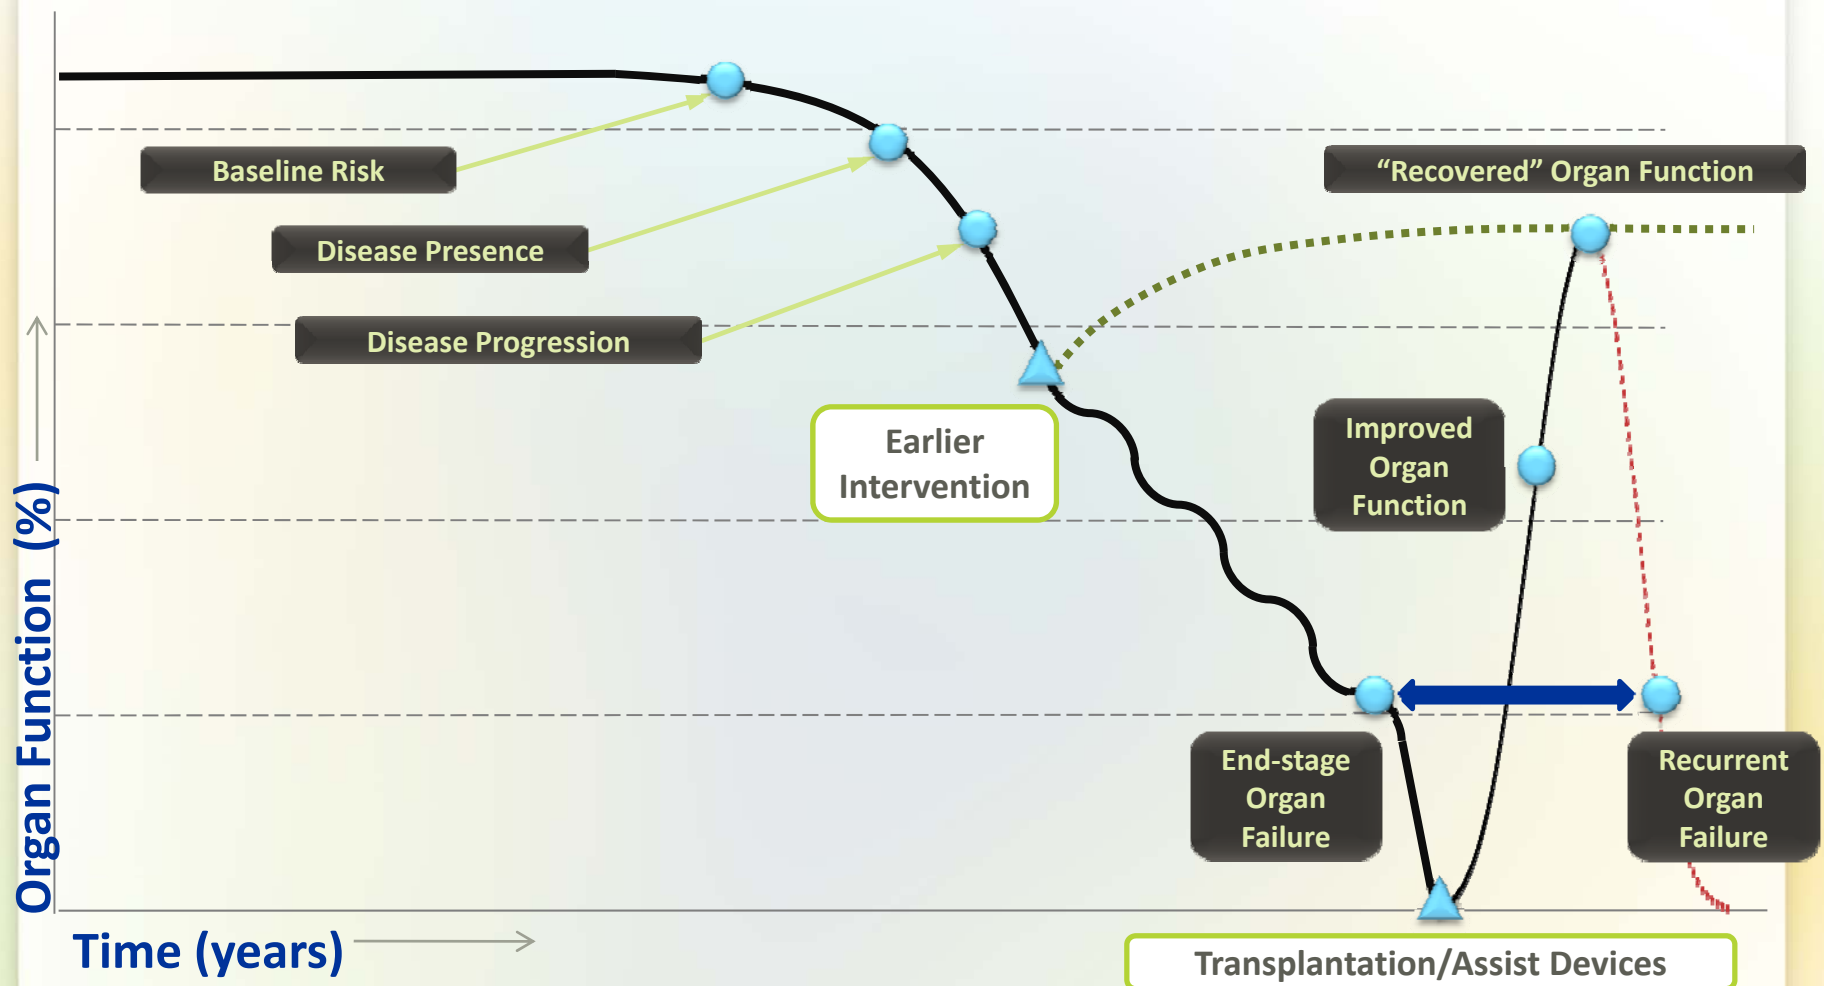 Baseline Risk
“Recovered” Organ Function
Disease Presence
Disease Progression
Earlier
Intervention
Improved
Organ
Function
End-stage
Organ
Failure
Recurrent
Organ
Failure
Organ Function (%)
Time (years)
Transplantation/Assist Devices